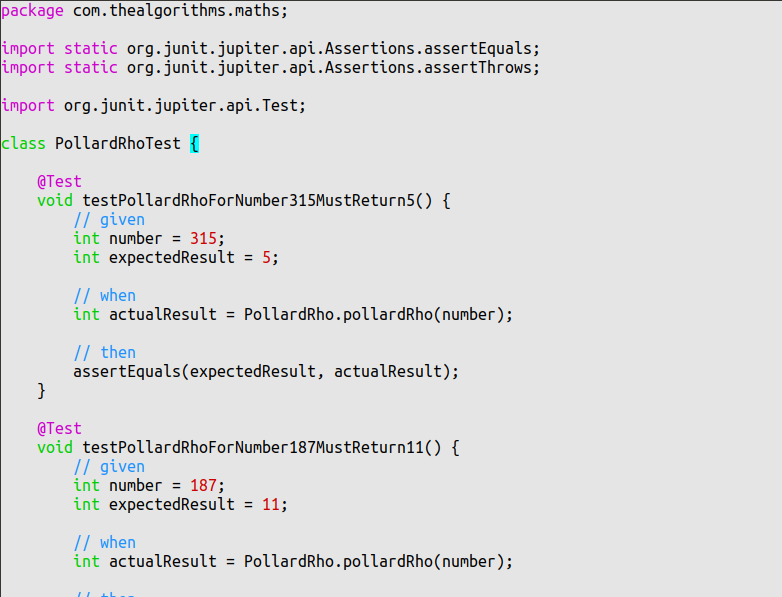 package com.thealgorithms.maths;
import static org.junit.jupiter.api.Assertions.assertEquals;
import static org.junit.jupiter.api.Assertions.assertThrows;
import org.junit.jupiter.api.Test;
class PollardRhoTest {
@Test
void testPollardRhoForNumber315MustReturn5() {
// given
int number = 315;
int expectedResult = 5;
// when
int actualResult = PollardRho.pollardRho(number);
// then
assertEquals(expectedResult, actualResult);
}
@Test
void testPollardRhoForNumber187MustReturn11() {
// given
int number = 187;
int expectedResult = 11;
// when
int actualResult = PollardRho.pollardRho(number);